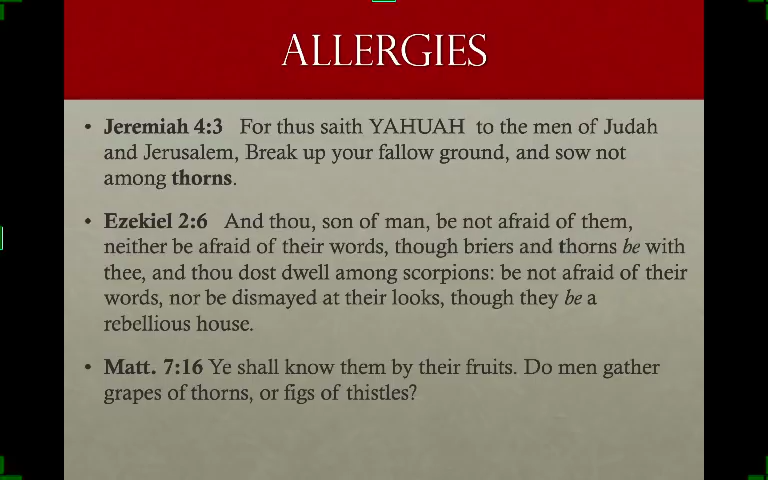 ALLERGIES
• Jeremiah 4:3 For thus saith YAHUAH to the men of Judah
and Jerusalem, Break up your fallow ground, and sow not
among thorns.
• Ezekiel 2:6 And thou, son of man, be not afraid of them,
neither be afraid of their words, though briers and thorns be with
thee, and thou dost dwell among scorpions: be not afraid of their
words, nor be dismayed at their looks, though they be a
rebellious house.
• Matt. 7:16 Ye shall know them by their fruits. Do men gather
grapes of thorns, or figs of thistles?